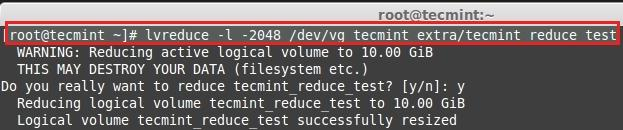 root@tecmint:~
[root@tecmint ~]# lvreduce -l -2048 /dev/vg_tecmint_extra/tecmint_reduce_test
WARNING: Reducing active logical volume to 10.00 GiB
THIS MAY DESTROY YOUR DATA (filesystem etc.)
Do you really want to reduce tecmint_reduce_test? [y/n]: y
Reducing logical volume tecmint_reduce_test to 10.00 GiB
Logical volume tecmint_reduce_test successfully resized